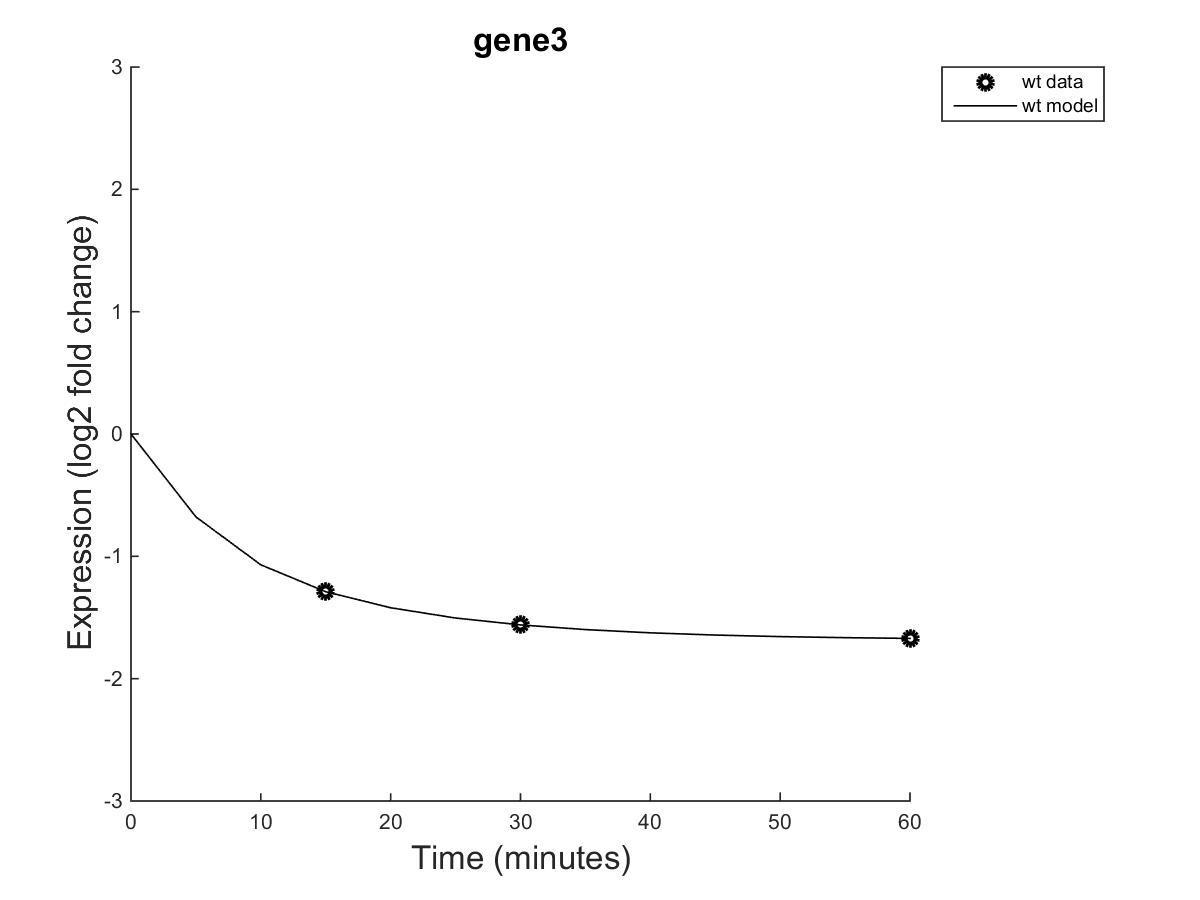 gene3
wt data
wt model
Expression (log2 fold change)
3
2
1
0
-1
-2
-3
0 10 20 30 40 50 60
Time (minutes)